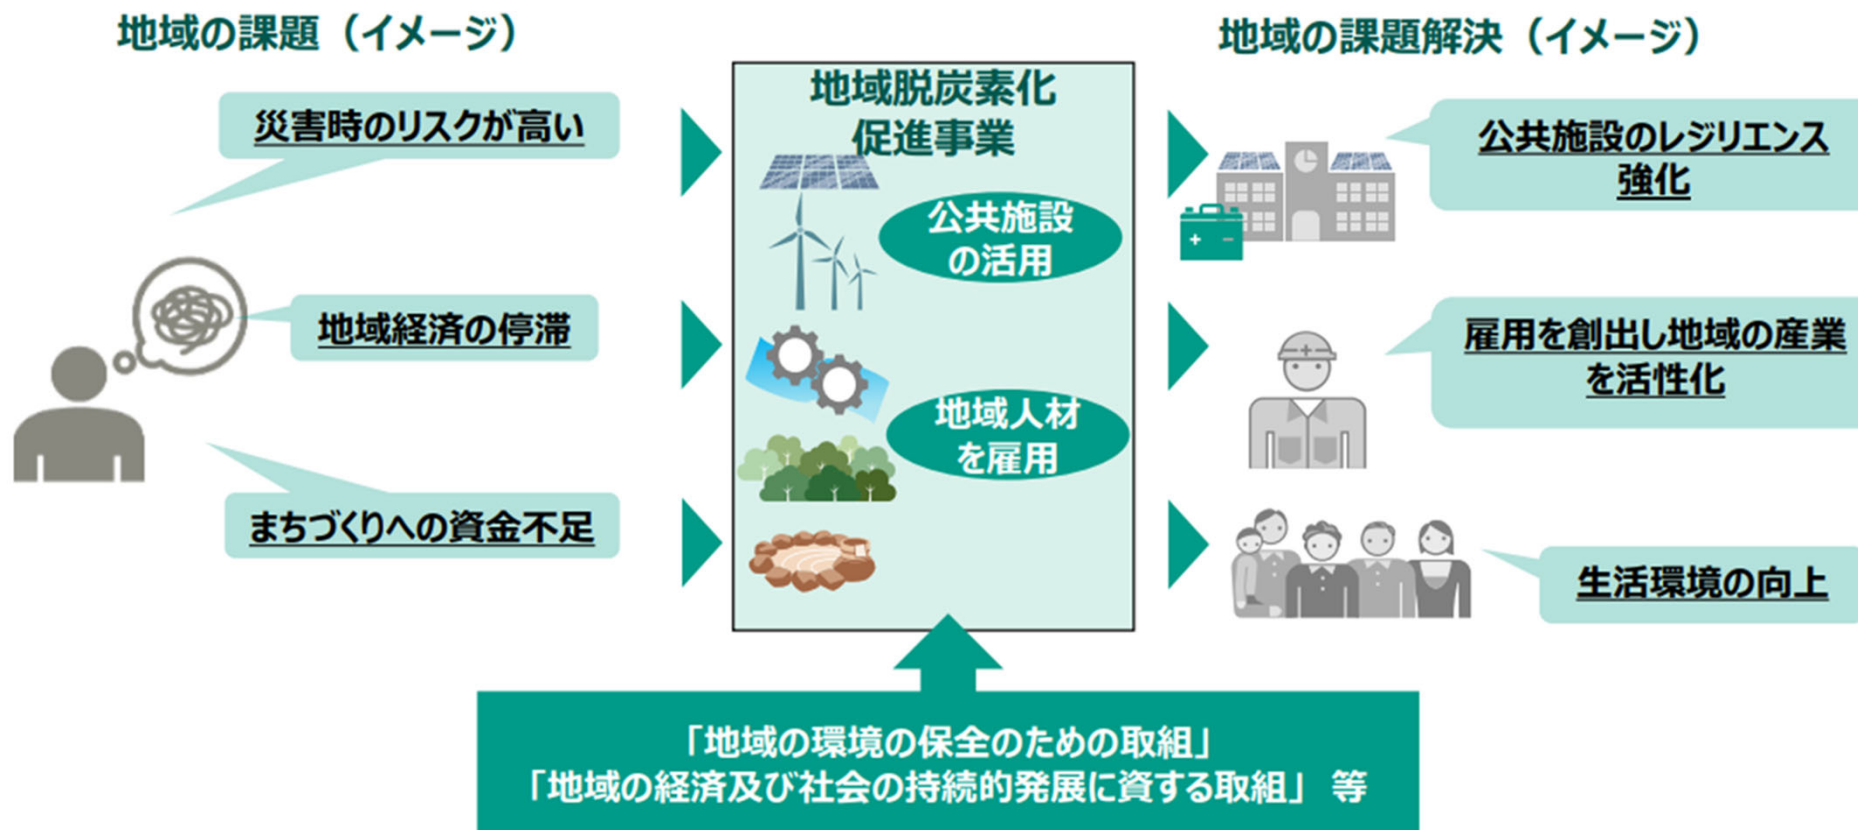 地域の課題（イメージ）
災害時のリスクが高い
地域経済の停滞
まちづくりへの資金不足
地域脱炭素化
促進事業
公共施設
の活用
地域人材
を雇用
地域の課題解決（イメージ）
公共施設のレジリエンス
強化
雇用を創出し地域の産業
を活性化
生活環境の向上
「地域の環境の保全のための取組」
「地域の経済及び社会の持続的発展に資する取組」 等